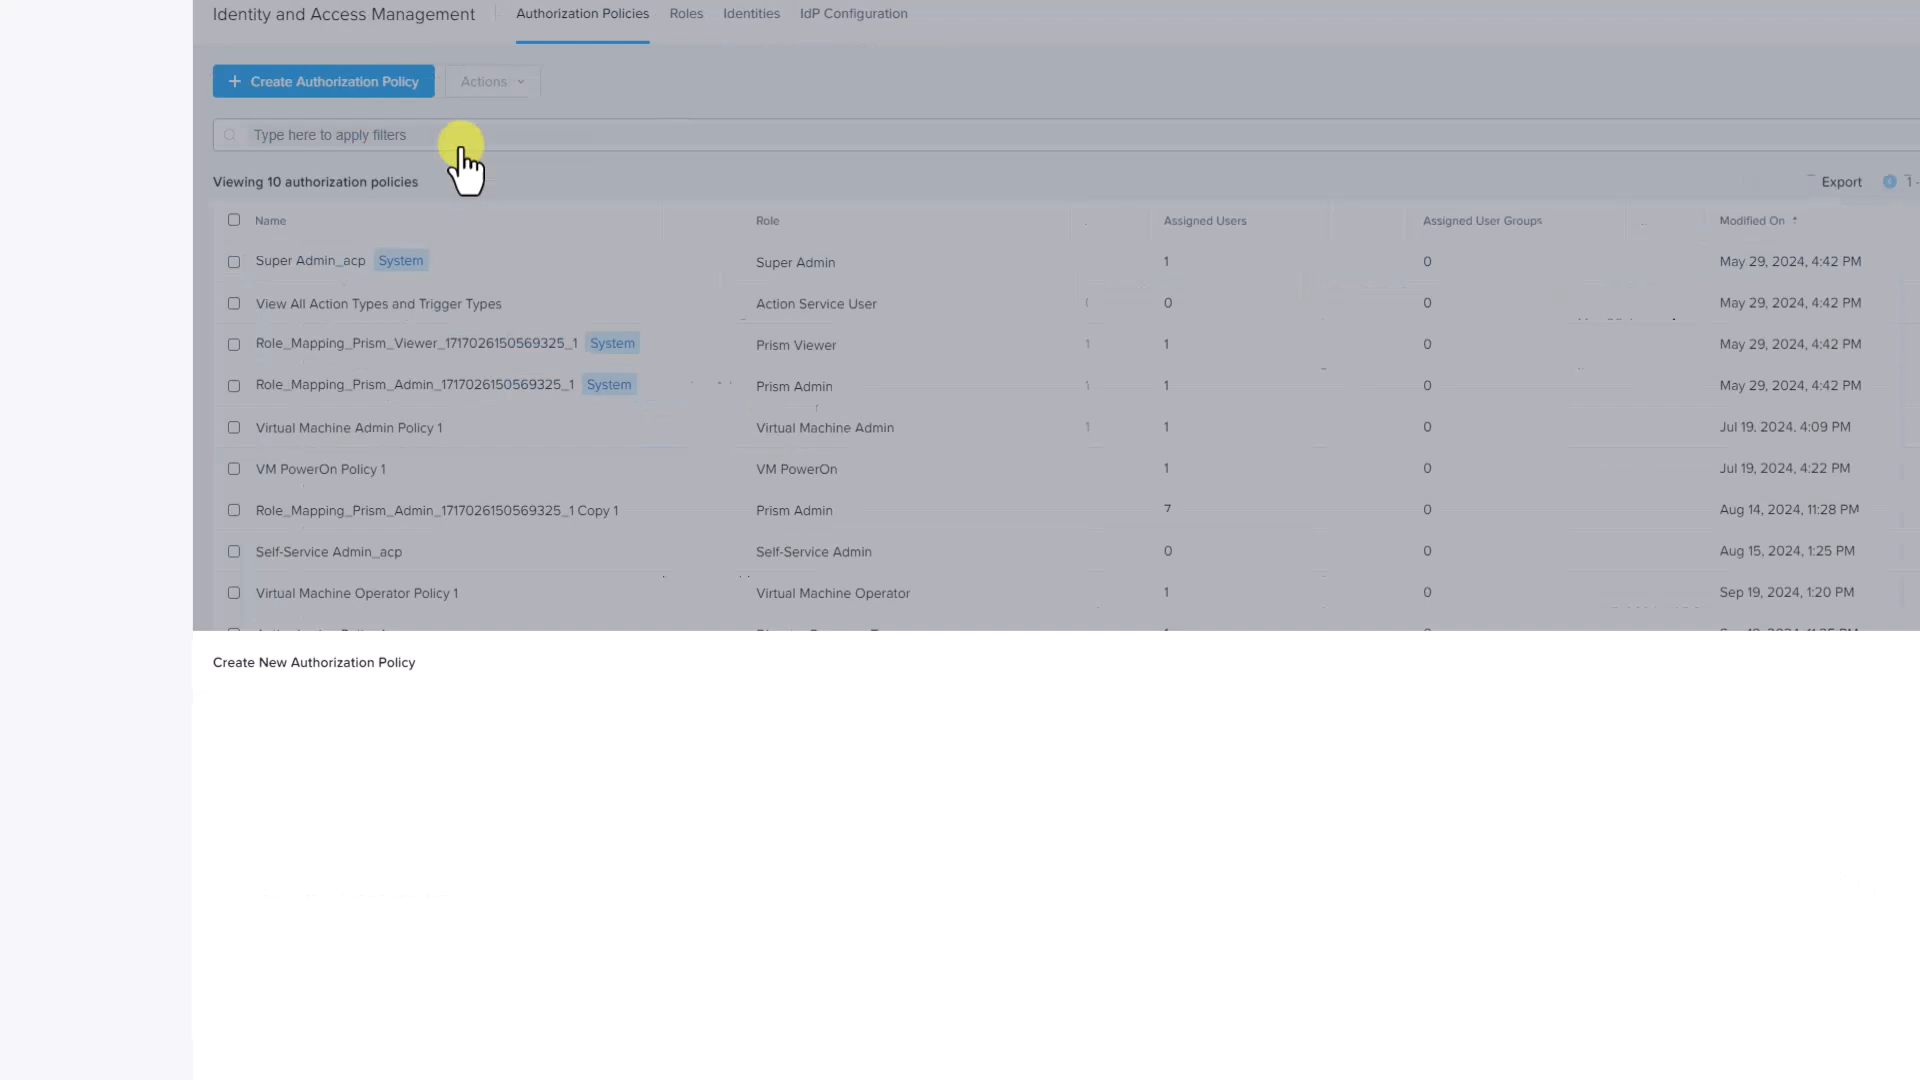 Identity and Access Management Authorization Policies Roles Identities IdP Configuration
+ Create Authorization Policy Actions
Type here to apply filters
Viewing 10 authorization policies Export 1 -
Name Role Assigned Users Assigned User Groups Modified On
Super Admin_acp System Super Admin 1 0 May 29, 2024, 4:42 PM
View All Action Types and Trigger Types Action Service User 0 0 May 29, 2024, 4:42 PM
Role_Mapping_Prism_Viewer_1717026150569325_1 System Prism Viewer 1 1 0 May 29, 2024, 4:42 PM
Role_Mapping_Prism_Admin_1717026150569325_1 System Prism Admin 1 1 0 May 29, 2024, 4:42 PM
Virtual Machine Admin Policy 1 Virtual Machine Admin 1 1 0 Jul 19, 2024, 4:09 PM
VM PowerOn Policy 1 VM PowerOn 1 0 Jul 19, 2024, 4:22 PM
Role_Mapping_Prism_Admin_1717026150569325_1 Copy 1 Prism Admin 7 0 Aug 14, 2024, 11:28 PM
Self-Service Admin_acp Self-Service Admin 0 0 Aug 15, 2024, 1:25 PM
Virtual Machine Operator Policy 1 Virtual Machine Operator 1 0 Sep 19, 2024, 1:20 PM
Create New Authorization Policy